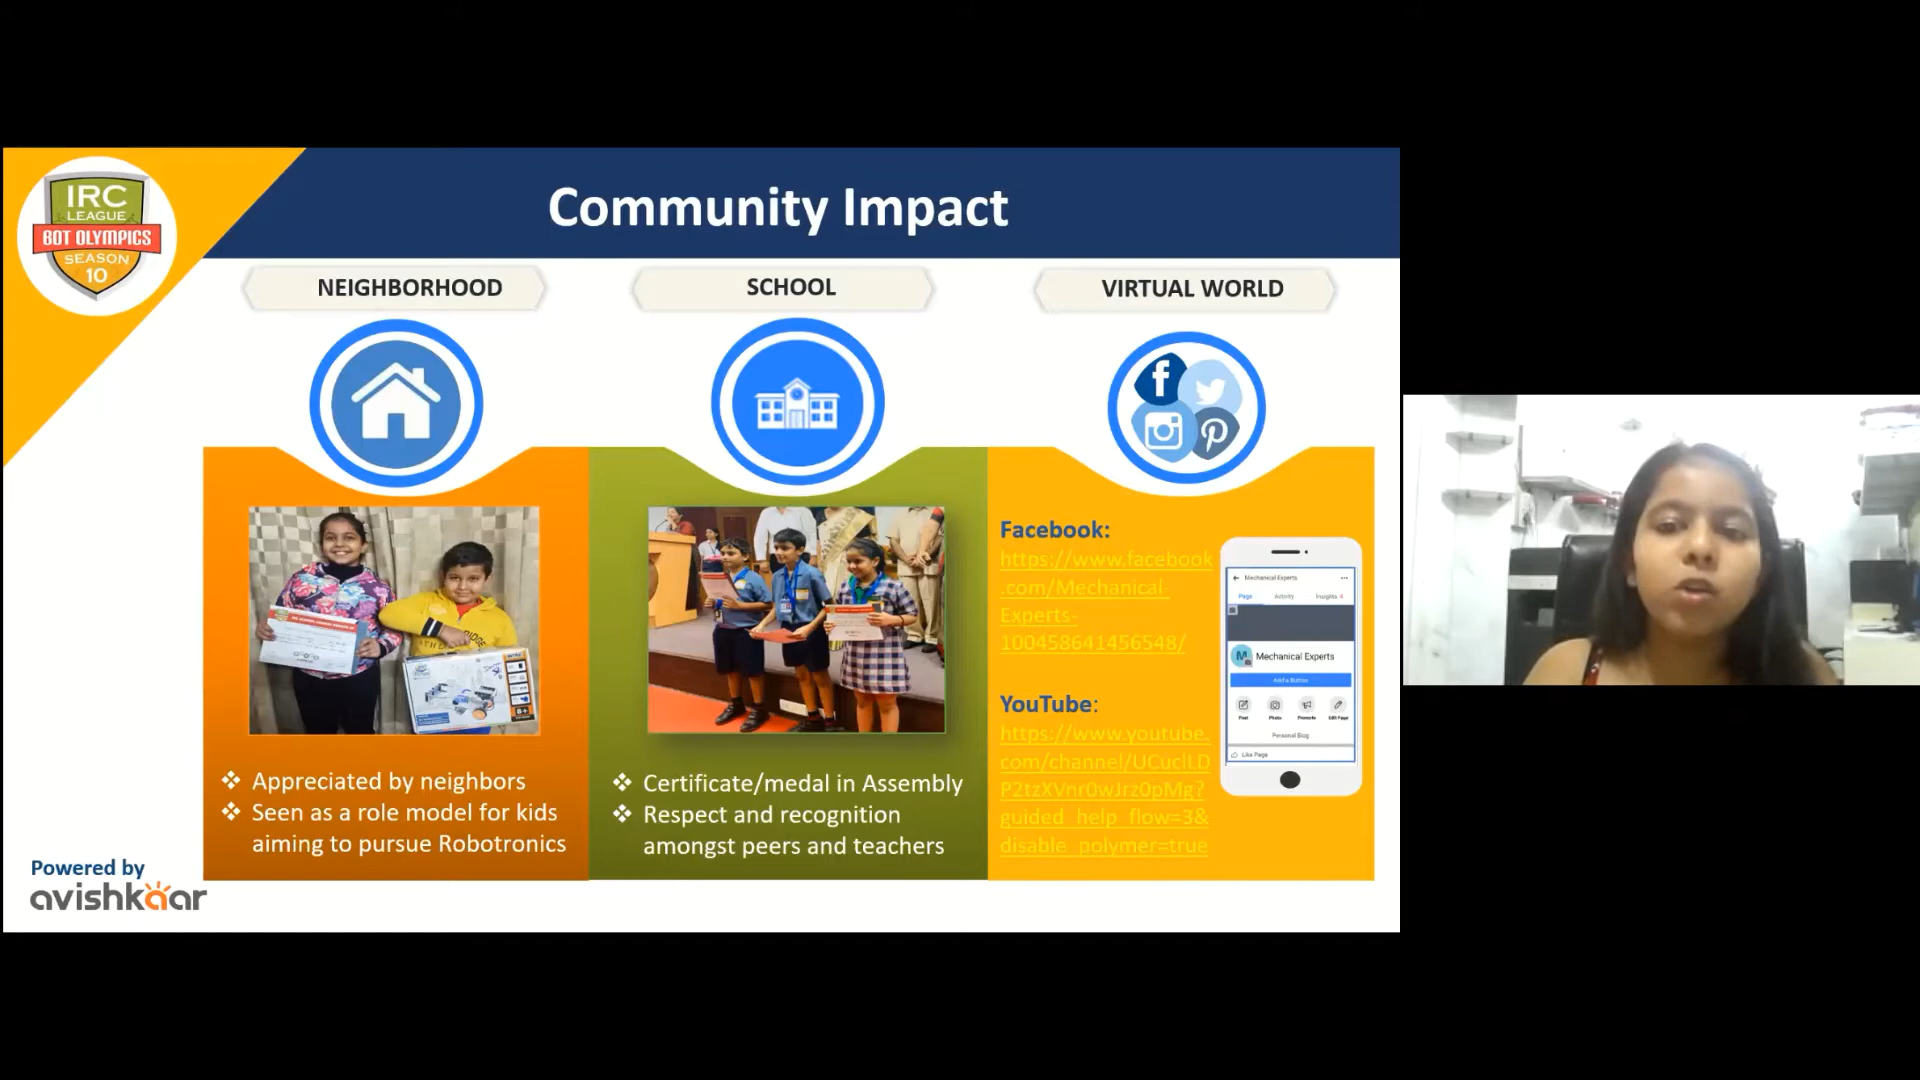 IRC
LEAGUE
BOT OLYMPICS
SEASON
10
Community Impact
NEIGHBORHOOD
SCHOOL
VIRTUAL WORLD
Appreciated by neighbors
Seen as a role model for kids
aiming to pursue Robotronics
Certificate/medal in Assembly
Respect and recognition
amongst peers and teachers
Facebook:
https://www.facebook
.com/Mechanical-
Experts-
100458641456548/
YouTube:
https://www.youtube.
com/channel/UCuclLD
P2tzXVnr0wJrz0pMg?
guided_help_flow=3&
disable_polymer=true
Mechanical Experts
Page Activity Insights 4
M Mechanical Experts
Add a Button
Post Photo Promote Edit Page
Personal Blog
Like Page
Powered by
avishkaar